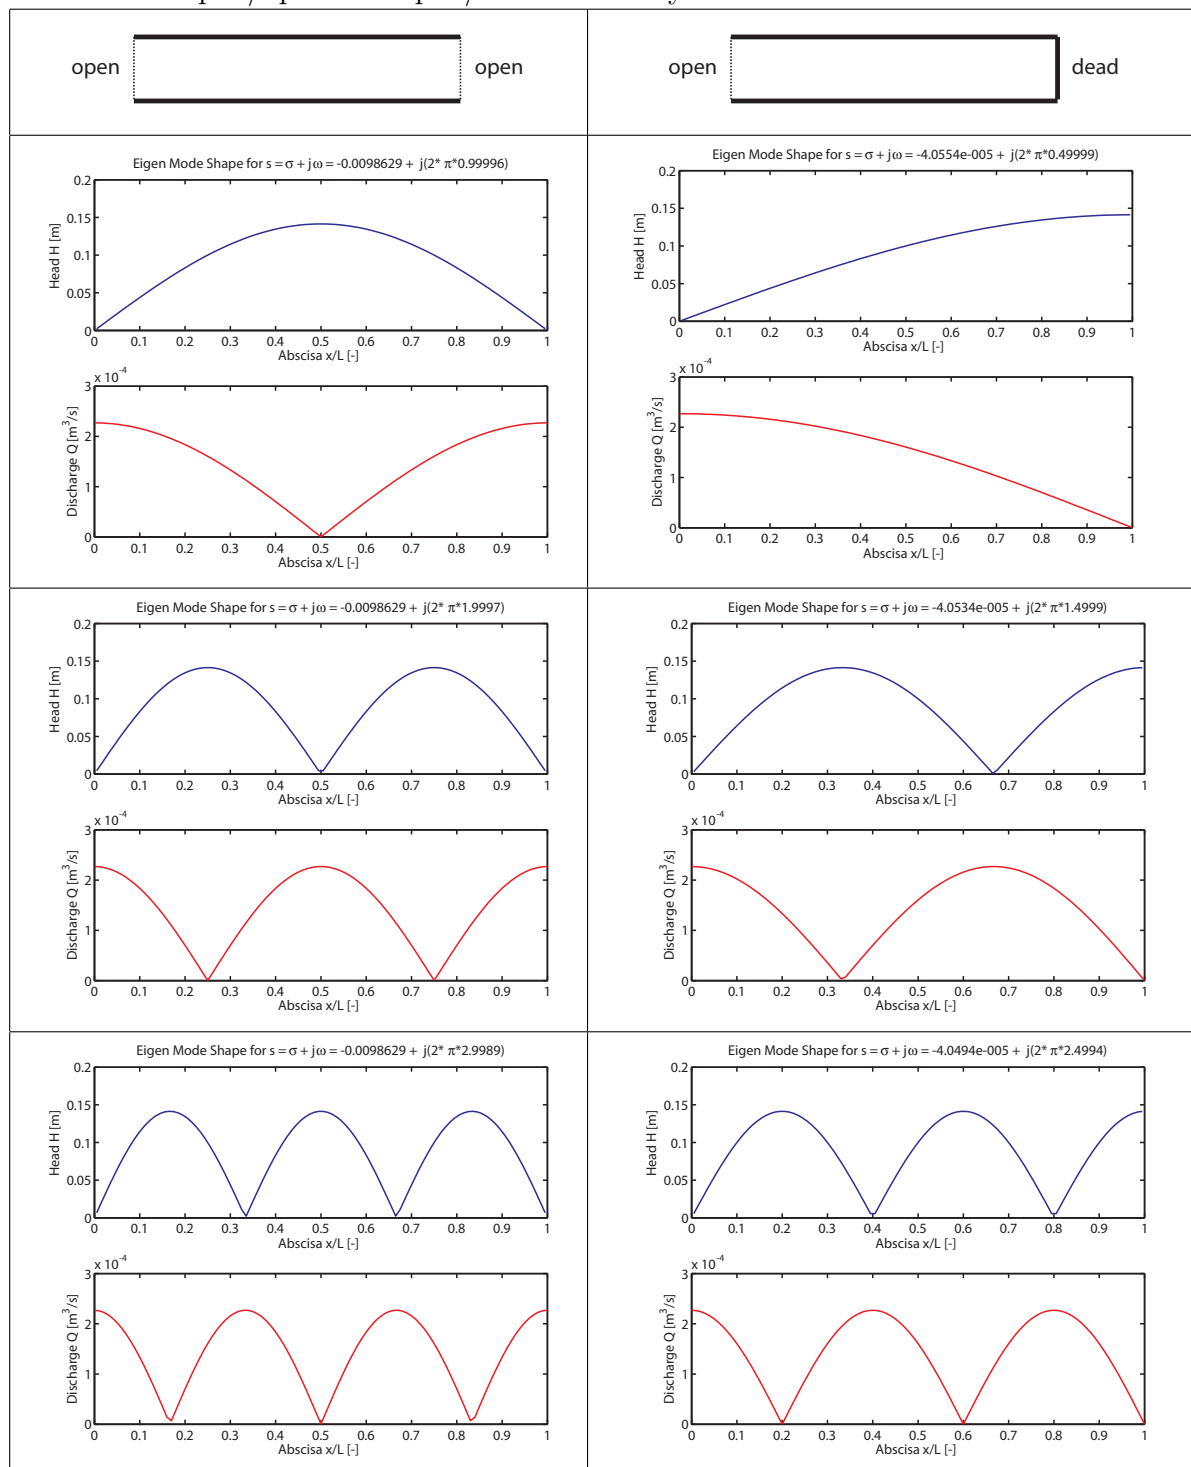 open
open
open
dead
Eigen Mode Shape for s = σ + jω = -0.0098629 + j(2* π*0.99996)
0.2
0.15
0.1
0.05
0
Head H [m]
0 0.1 0.2 0.3 0.4 0.5 0.6 0.7 0.8 0.9 1
Abscisa x/L [-]
x 10⁻⁴
3
2
1
0
Discharge Q [m³/s]
0 0.1 0.2 0.3 0.4 0.5 0.6 0.7 0.8 0.9 1
Abscisa x/L [-]
Eigen Mode Shape for s = σ + jω = -4.0554e-005 + j(2* π*0.49999)
0.2
0.15
0.1
0.05
0
Head H [m]
0 0.1 0.2 0.3 0.4 0.5 0.6 0.7 0.8 0.9 1
Abscisa x/L [-]
x 10⁻⁴
3
2
1
0
Discharge Q [m³/s]
0 0.1 0.2 0.3 0.4 0.5 0.6 0.7 0.8 0.9 1
Abscisa x/L [-]
Eigen Mode Shape for s = σ + jω = -0.0098629 + j(2* π*1.9997)
0.2
0.15
0.1
0.05
0
Head H [m]
0 0.1 0.2 0.3 0.4 0.5 0.6 0.7 0.8 0.9 1
Abscisa x/L [-]
x 10⁻⁴
3
2
1
0
Discharge Q [m³/s]
0 0.1 0.2 0.3 0.4 0.5 0.6 0.7 0.8 0.9 1
Abscisa x/L [-]
Eigen Mode Shape for s = σ + jω = -4.0534e-005 + j(2* π*1.4999)
0.2
0.15
0.1
0.05
0
Head H [m]
0 0.1 0.2 0.3 0.4 0.5 0.6 0.7 0.8 0.9 1
Abscisa x/L [-]
x 10⁻⁴
3
2
1
0
Discharge Q [m³/s]
0 0.1 0.2 0.3 0.4 0.5 0.6 0.7 0.8 0.9 1
Abscisa x/L [-]
Eigen Mode Shape for s = σ + jω = -0.0098629 + j(2* π*2.9989)
0.2
0.15
0.1
0.05
0
Head H [m]
0 0.1 0.2 0.3 0.4 0.5 0.6 0.7 0.8 0.9 1
Abscisa x/L [-]
x 10⁻⁴
3
2
1
0
Discharge Q [m³/s]
0 0.1 0.2 0.3 0.4 0.5 0.6 0.7 0.8 0.9 1
Abscisa x/L [-]
Eigen Mode Shape for s = σ + jω = -4.0494e-005 + j(2* π*2.4994)
0.2
0.15
0.1
0.05
0
Head H [m]
0 0.1 0.2 0.3 0.4 0.5 0.6 0.7 0.8 0.9 1
Abscisa x/L [-]
x 10⁻⁴
3
2
1
0
Discharge Q [m³/s]
0 0.1 0.2 0.3 0.4 0.5 0.6 0.7 0.8 0.9 1
Abscisa x/L [-]